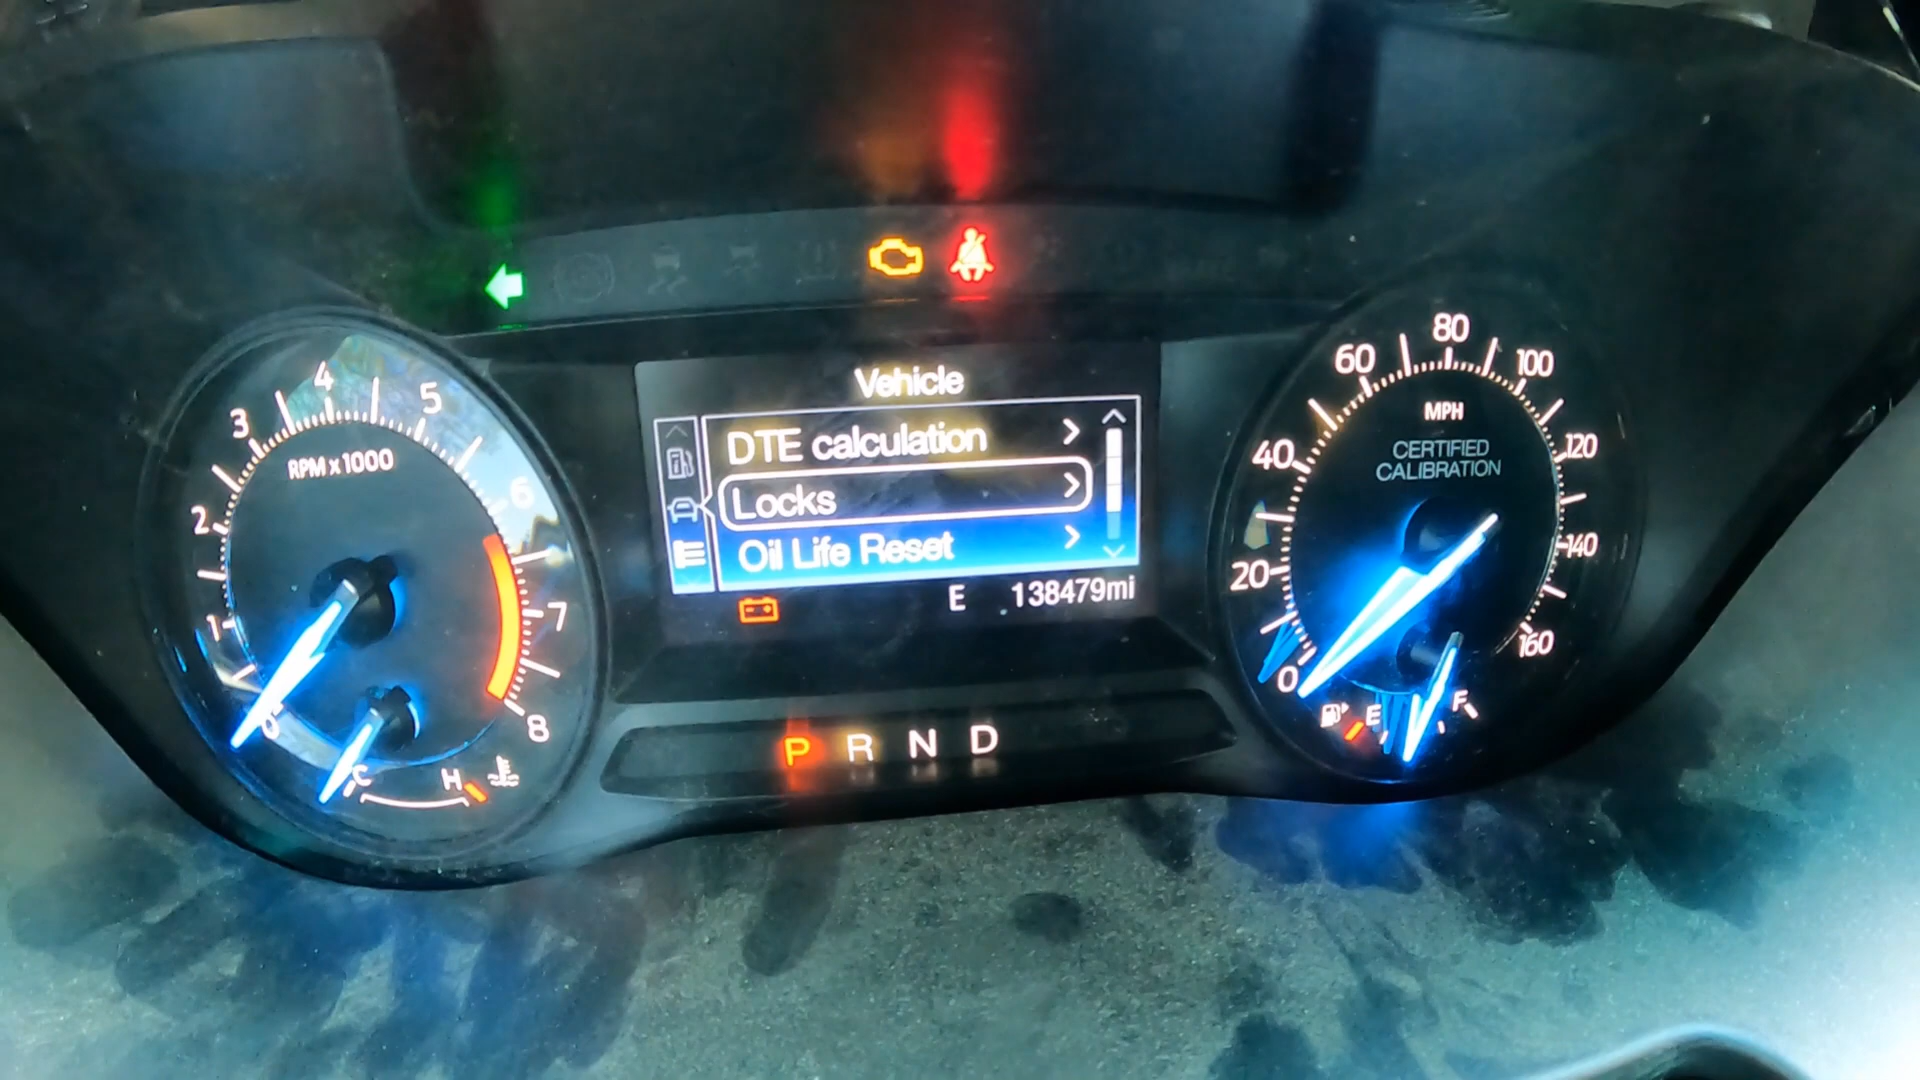 Vehicle
DTE calculation
Locks
Oil Life Reset
E 138479mi
P R N D
0 1 2 3 4 5 6 7 8
RPM x 1000
C H
0 20 40 60 80 100 120 140 160
MPH
CERTIFIED
CALIBRATION
E F